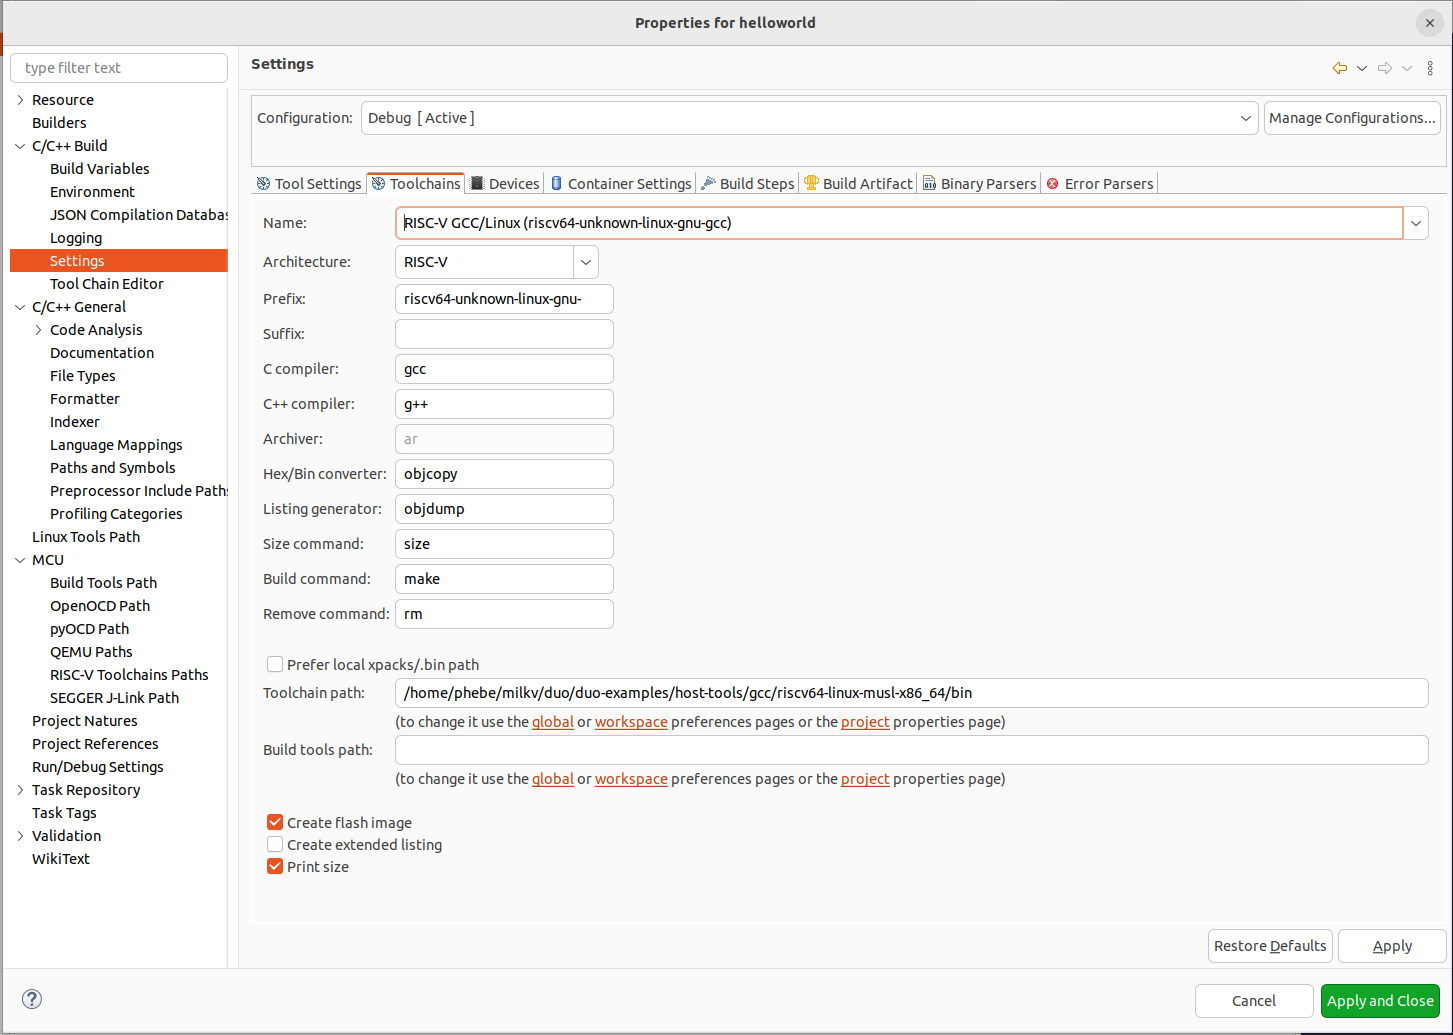 Properties for helloworld
type filter text
Resource
Builders
C/C++ Build
Build Variables
Environment
JSON Compilation Databas
Logging
Settings
Tool Chain Editor
C/C++ General
Code Analysis
Documentation
File Types
Formatter
Indexer
Language Mappings
Paths and Symbols
Preprocessor Include Paths
Profiling Categories
Linux Tools Path
MCU
Build Tools Path
OpenOCD Path
pyOCD Path
QEMU Paths
RISC-V Toolchains Paths
SEGGER J-Link Path
Project Natures
Project References
Run/Debug Settings
Task Repository
Task Tags
Validation
WikiText
Settings
Configuration: Debug [ Active ] Manage Configurations...
Tool Settings Toolchains Devices Container Settings Build Steps Build Artifact Binary Parsers Error Parsers
Name: RISC-V GCC/Linux (riscv64-unknown-linux-gnu-gcc)
Architecture: RISC-V
Prefix: riscv64-unknown-linux-gnu-
Suffix:
C compiler: gcc
C++ compiler: g++
Archiver: ar
Hex/Bin converter: objcopy
Listing generator: objdump
Size command: size
Build command: make
Remove command: rm
Prefer local xpacks/.bin path
Toolchain path: /home/phebe/milkv/duo/duo-examples/host-tools/gcc/riscv64-linux-musl-x86_64/bin
(to change it use the global or workspace preferences pages or the project properties page)
Build tools path:
(to change it use the global or workspace preferences pages or the project properties page)
Create flash image
Create extended listing
Print size
Restore Defaults Apply
Cancel Apply and Close